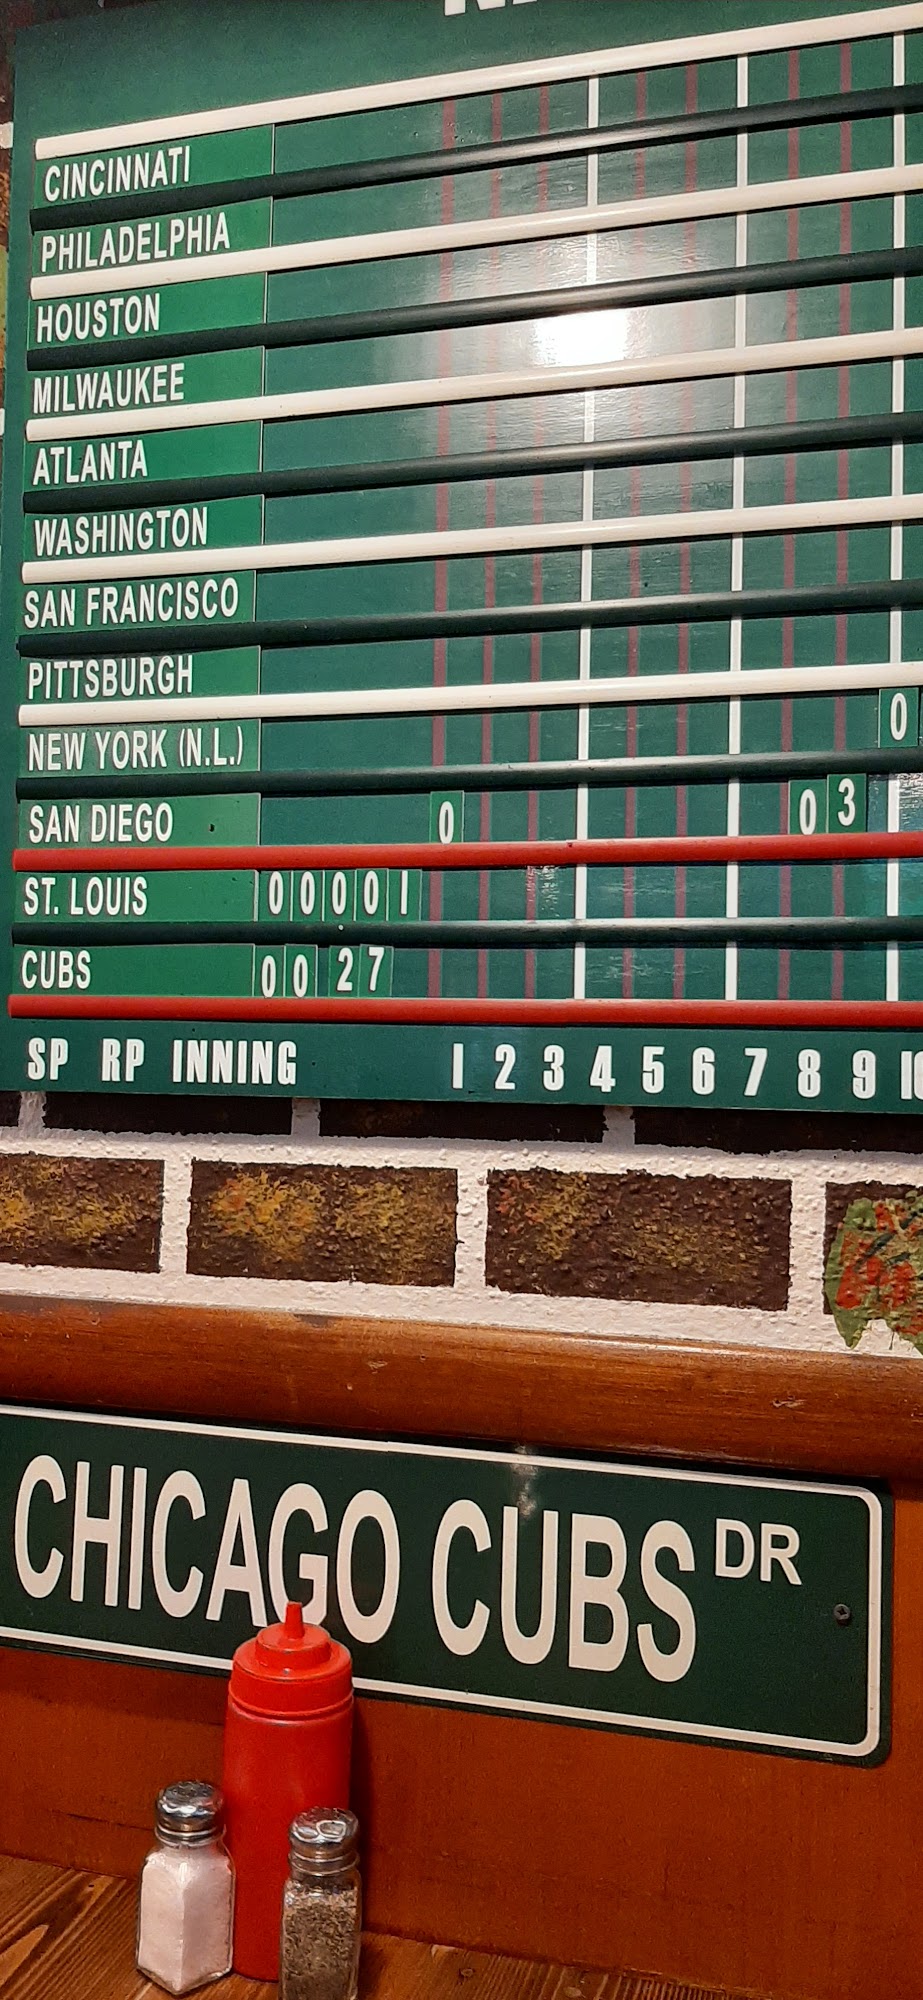 CINCINNATI
PHILADELPHIA
HOUSTON
MILWAUKEE
ATLANTA
WASHINGTON
SAN FRANCISCO
PITTSBURGH
NEW YORK (N.L.) 0
SAN DIEGO 0 0 3
ST. LOUIS 0 0 0 0 1
CUBS 0 0 2 7
SP RP INNING 1 2 3 4 5 6 7 8 9
CHICAGO CUBS DR